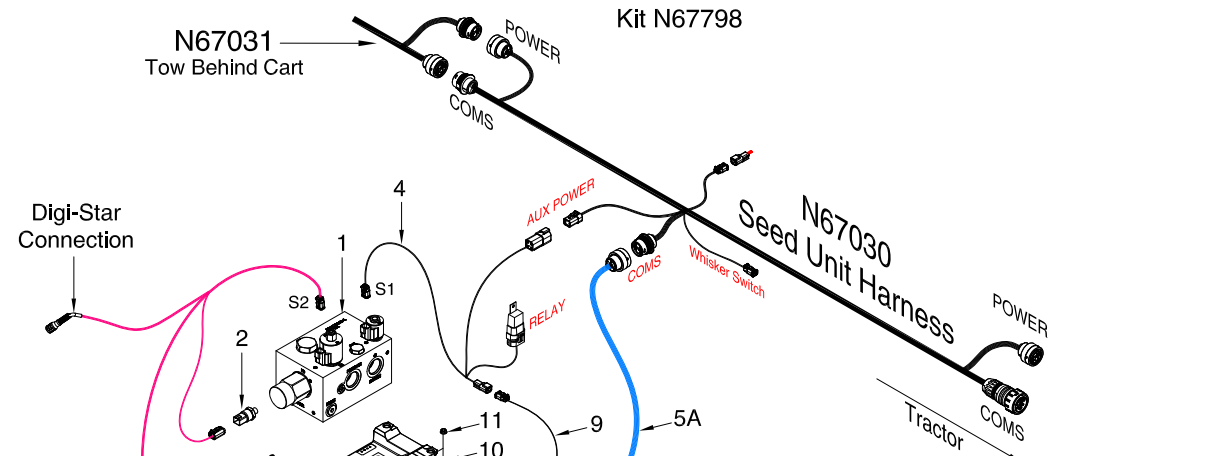 Kit N67798
N67031
Tow Behind Cart
POWER
COMS
Digi-Star
Connection
4
AUX POWER
N67030
Seed Unit Harness
1
S2
S1
COMS
Whisker Switch
RELAY
POWER
2
COMS
Tractor
11
9
5A
10